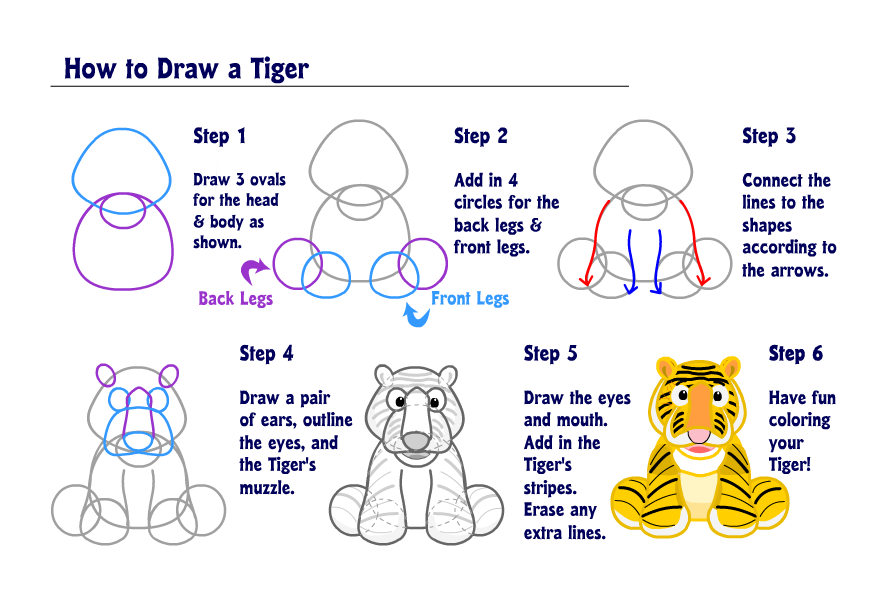 How to Draw a Tiger
Step 1
Draw 3 ovals
for the head
& body as
shown.
Step 2
Add in 4
circles for the
back legs &
front legs.
Back Legs
Front Legs
Step 3
Connect the
lines to the
shapes
according to
the arrows.
Step 4
Draw a pair
of ears, outline
the eyes, and
the Tiger's
muzzle.
Step 5
Draw the eyes
and mouth.
Add in the
Tiger's
stripes.
Erase any
extra lines.
Step 6
Have fun
coloring
your
Tiger!